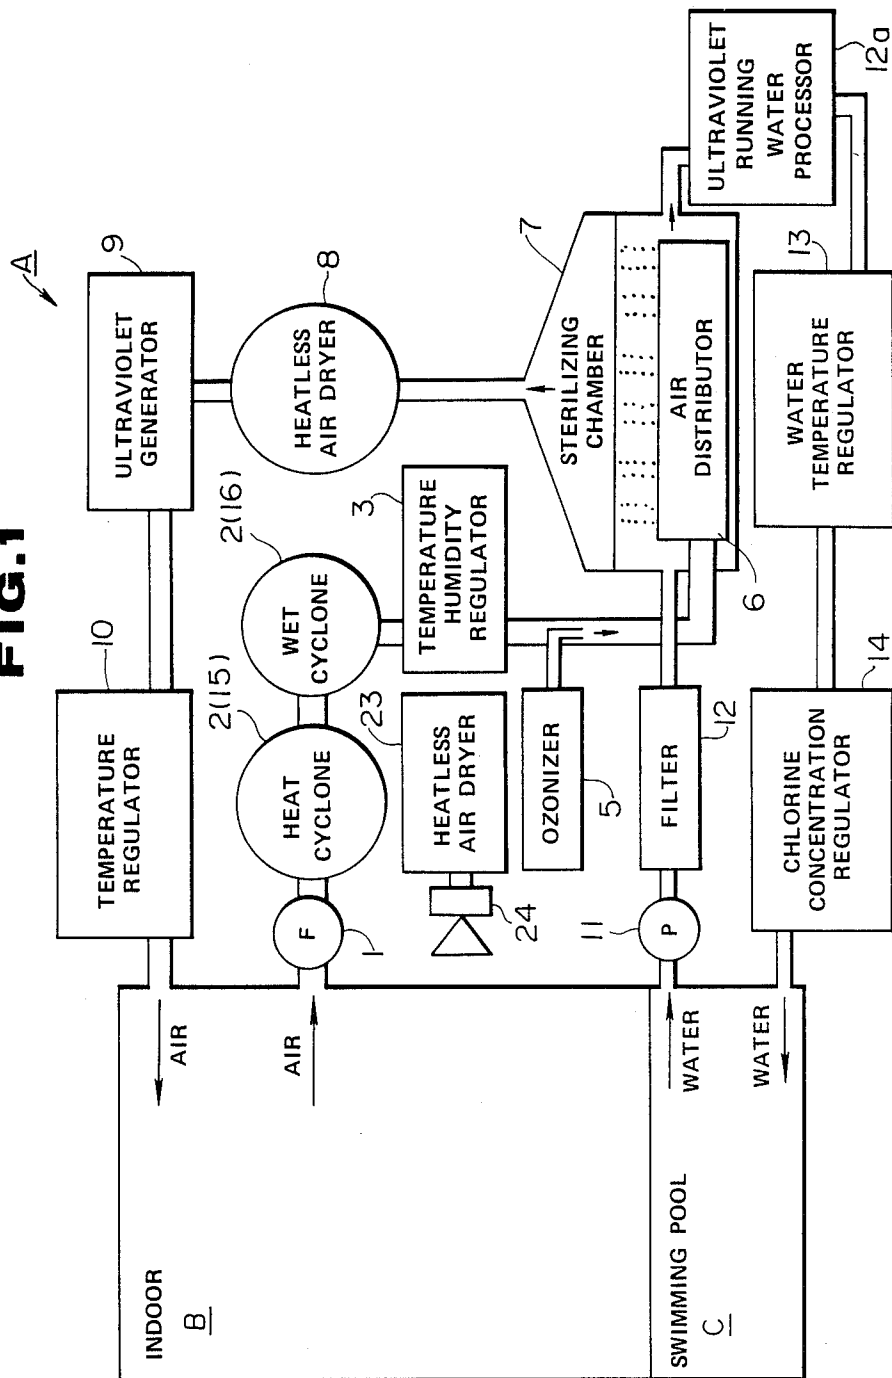 FIG.1
A
10
TEMPERATURE
REGULATOR
9
ULTRAVIOLET
GENERATOR
AIR
AIR
F
1
2(15)
HEAT
CYCLONE
2(16)
WET
CYCLONE
8
HEATLESS
AIR DRYER
23
HEATLESS
AIR DRYER
24
3
TEMPERATURE
HUMIDITY
REGULATOR
OZONIZER
5
7
STERILIZING
CHAMBER
AIR
DISTRIBUTOR
6
11
P
FILTER
12
ULTRAVIOLET
RUNNING
WATER
PROCESSOR
12a
13
WATER
TEMPERATURE
REGULATOR
14
CHLORINE
CONCENTRATION
REGULATOR
WATER
WATER
INDOOR
B
SWIMMING POOL
C